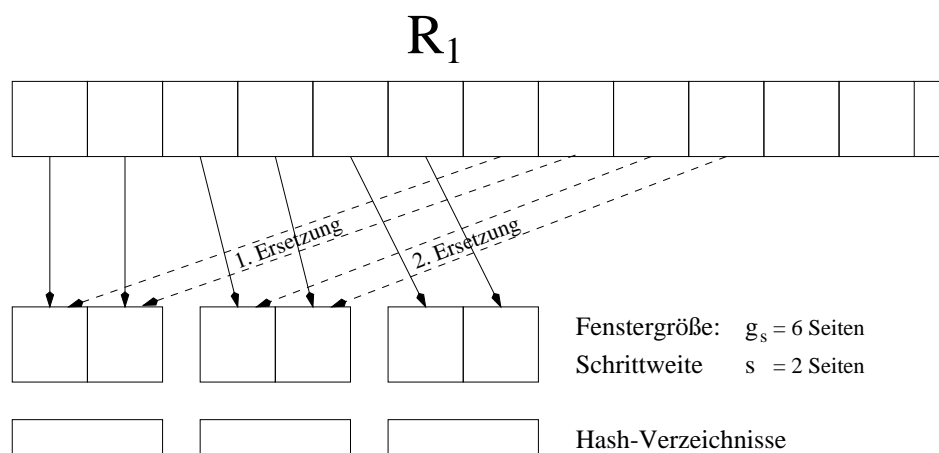 R₁
1. Ersetzung
2. Ersetzung
Fenstergröße: gₛ = 6 Seiten
Schrittweite s = 2 Seiten
Hash-Verzeichnisse